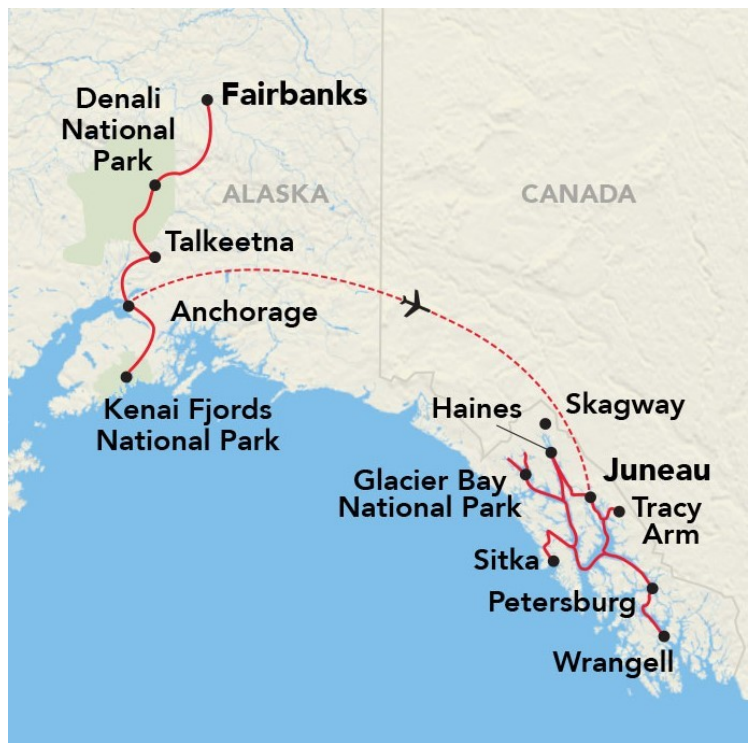 Fairbanks
Denali
National
Park
ALASKA
CANADA
Talkeetna
Anchorage
Kenai Fjords
National Park
Haines
Skagway
Juneau
Glacier Bay
National Park
Tracy
Arm
Sitka
Petersburg
Wrangell